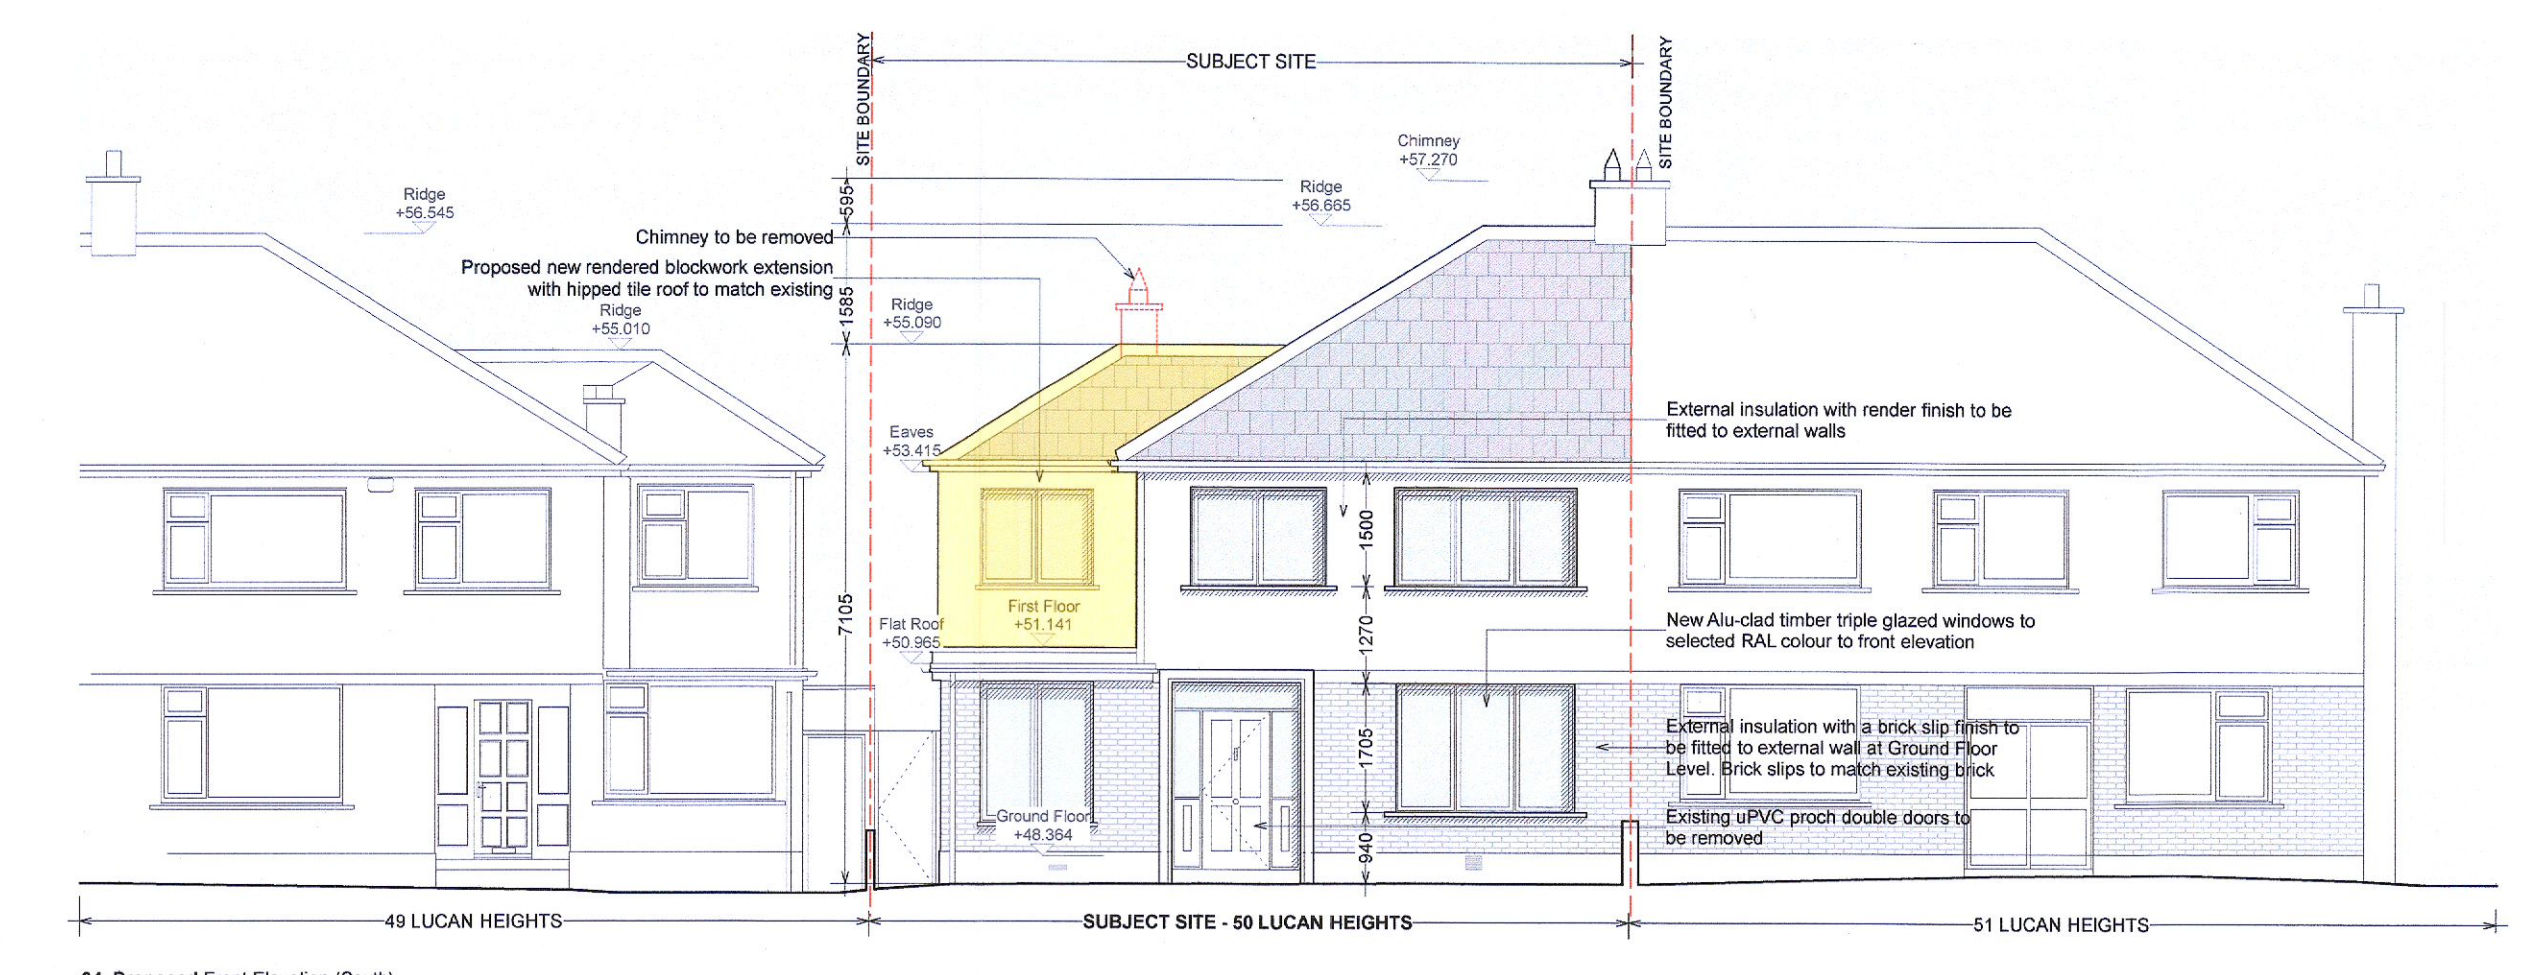 SITE BOUNDARY
SUBJECT SITE
SITE BOUNDARY
Chimney
+57.270
Ridge
+56.545
Ridge
+56.665
595
Chimney to be removed
Proposed new rendered blockwork extension
with hipped tile roof to match existing
Ridge
+55.010
1585
Ridge
+55.090
Eaves
+53.415
External insulation with render finish to be
fitted to external walls
1500
7105
First Floor
+51.141
Flat Roof
+50.965
1270
New Alu-clad timber triple glazed windows to
selected RAL colour to front elevation
1705
External insulation with a brick slip finish to
be fitted to external wall at Ground Floor
Level. Brick slips to match existing brick
Ground Floor
+48.364
940
Existing uPVC proch double doors to
be removed
49 LUCAN HEIGHTS
SUBJECT SITE - 50 LUCAN HEIGHTS
51 LUCAN HEIGHTS
Proposed Front Elevation (South)